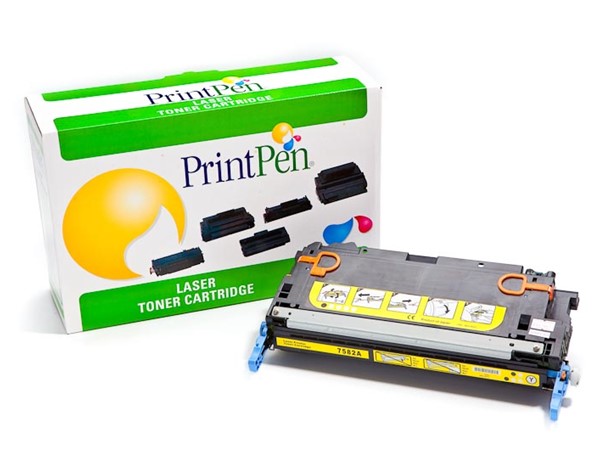 PrintPen
LASER
TONER CARTRIDGE
PrintPen®
LASER
TONER CARTRIDGE
7582A
Y